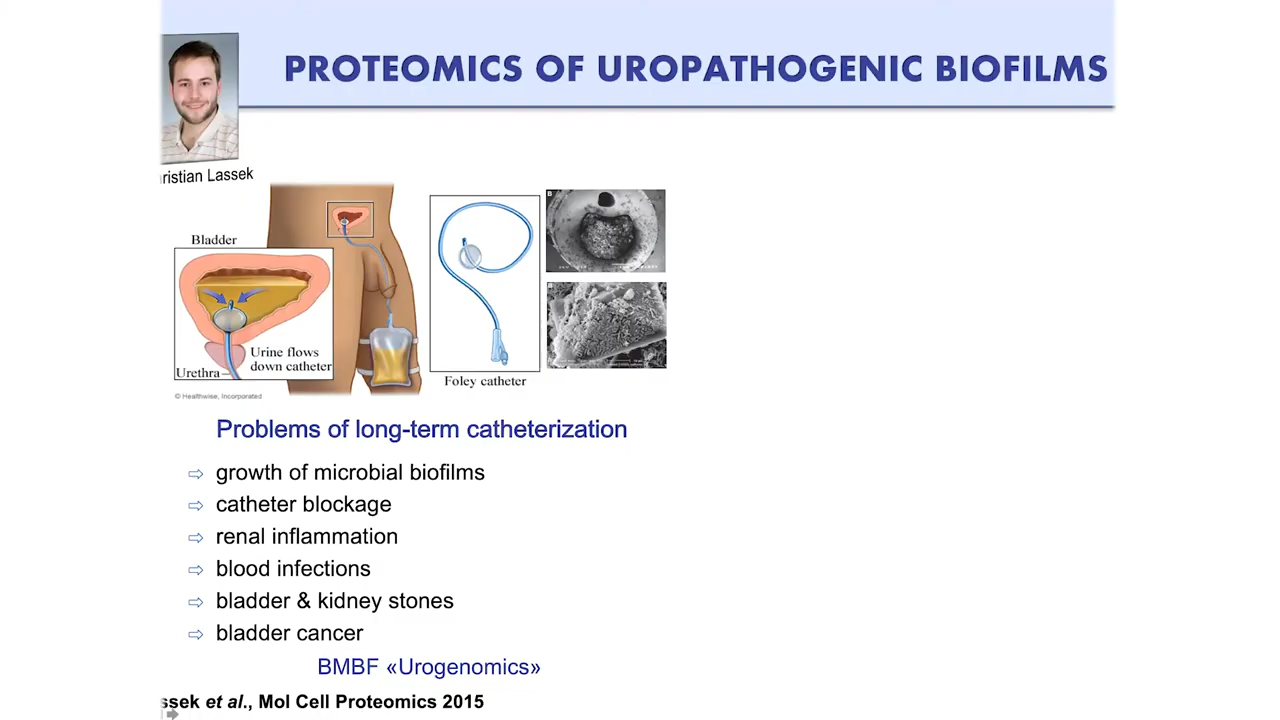 PROTEOMICS OF UROPATHOGENIC BIOFILMS
ristian Lassek
Bladder
Urine flows
down catheter
Urethra
© Healthwise, Incorporated
Foley catheter
B
Problems of long-term catheterization
⇨ growth of microbial biofilms
⇨ catheter blockage
⇨ renal inflammation
⇨ blood infections
⇨ bladder & kidney stones
⇨ bladder cancer
BMBF «Urogenomics»
ssek et al., Mol Cell Proteomics 2015